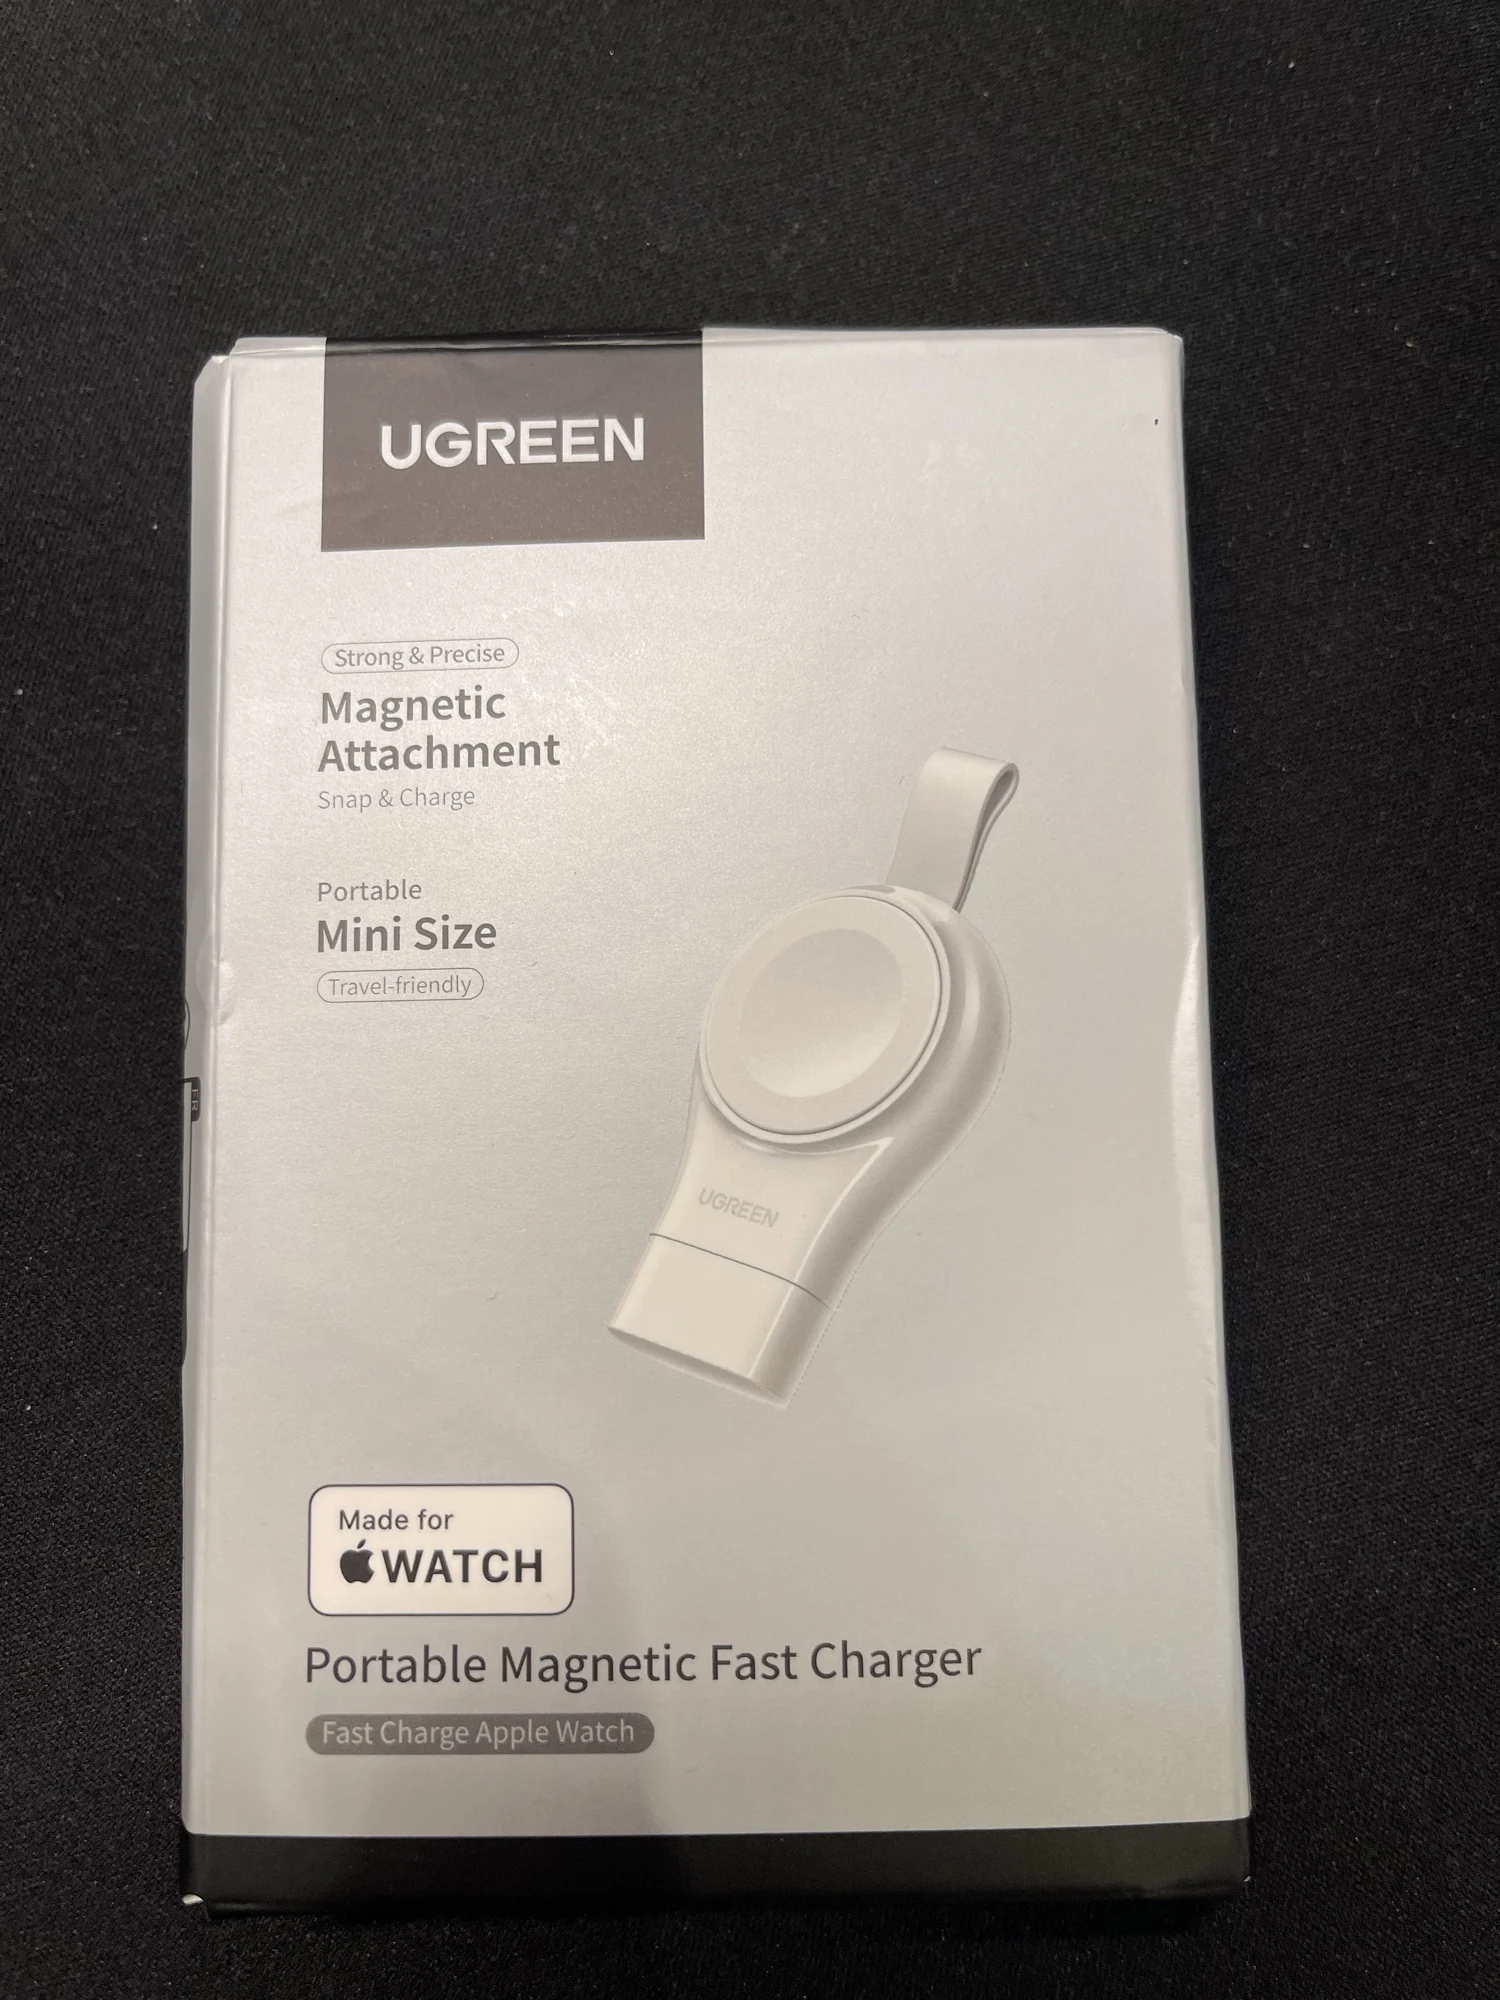 UGREEN
Strong & Precise
Magnetic
Attachment
Snap & Charge
Portable
Mini Size
Travel-friendly
UGREEN
Made for
WATCH
Portable Magnetic Fast Charger
Fast Charge Apple Watch